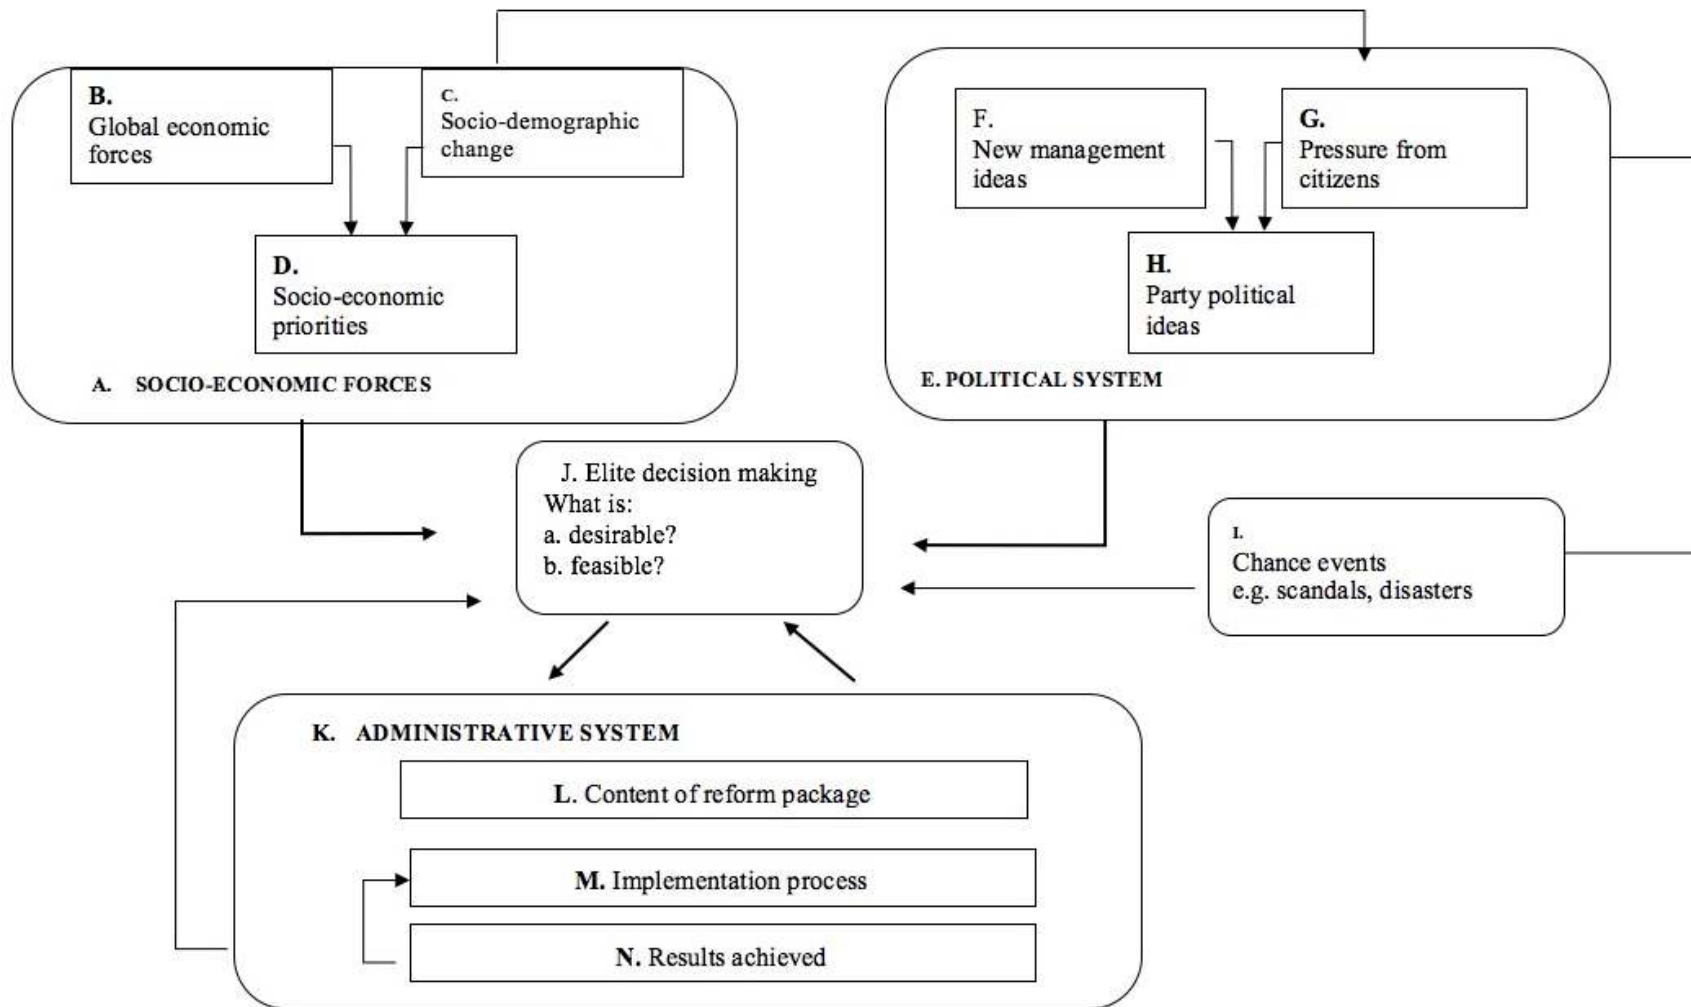 B.
Global economic
forces
C.
Socio-demographic
change
D.
Socio-economic
priorities
A. SOCIO-ECONOMIC FORCES
F.
New management
ideas
G.
Pressure from
citizens
H.
Party political
ideas
E. POLITICAL SYSTEM
J. Elite decision making
What is:
a. desirable?
b. feasible?
I.
Chance events
e.g. scandals, disasters
K. ADMINISTRATIVE SYSTEM
L. Content of reform package
M. Implementation process
N. Results achieved